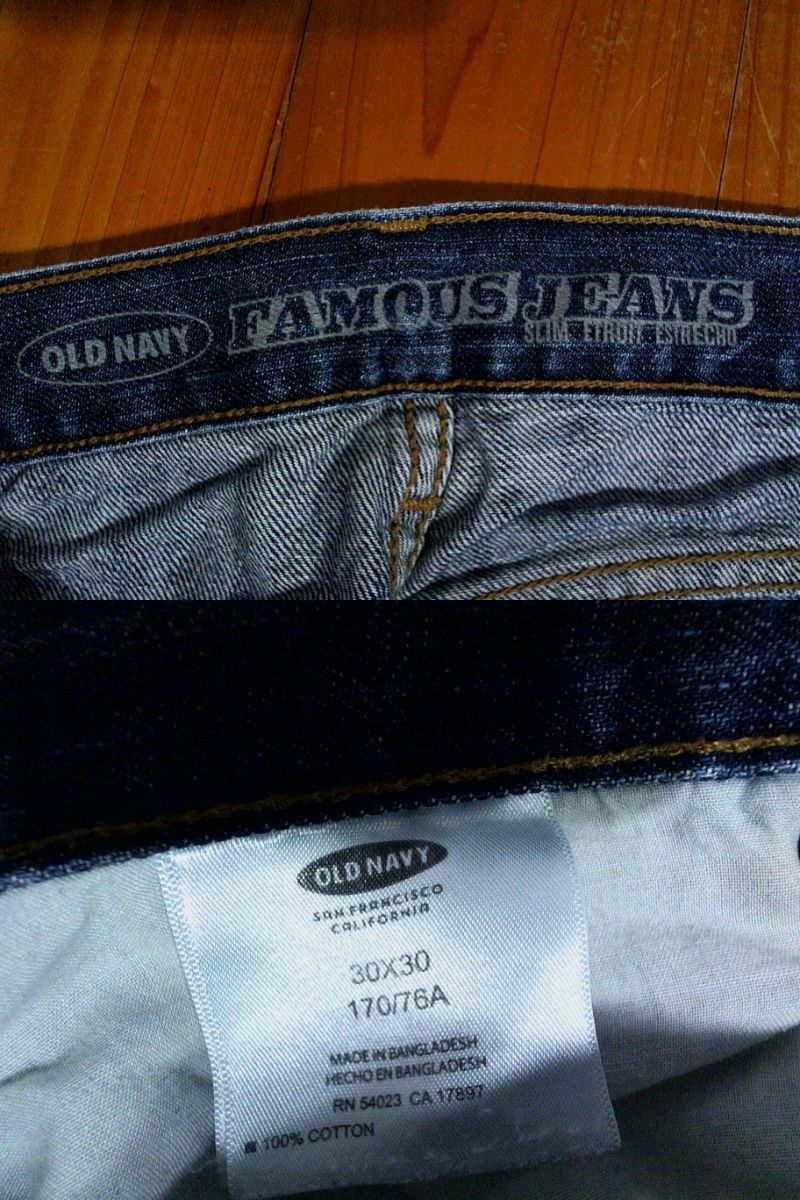 OLD NAVY FAMOUS JEANS
SLIM ETROIT ESTRECHO
OLD NAVY
SAN FRANCISCO
CALIFORNIA
30X30
170/76A
MADE IN BANGLADESH
HECHO EN BANGLADESH
RN 54023 CA 17897
100% COTTON